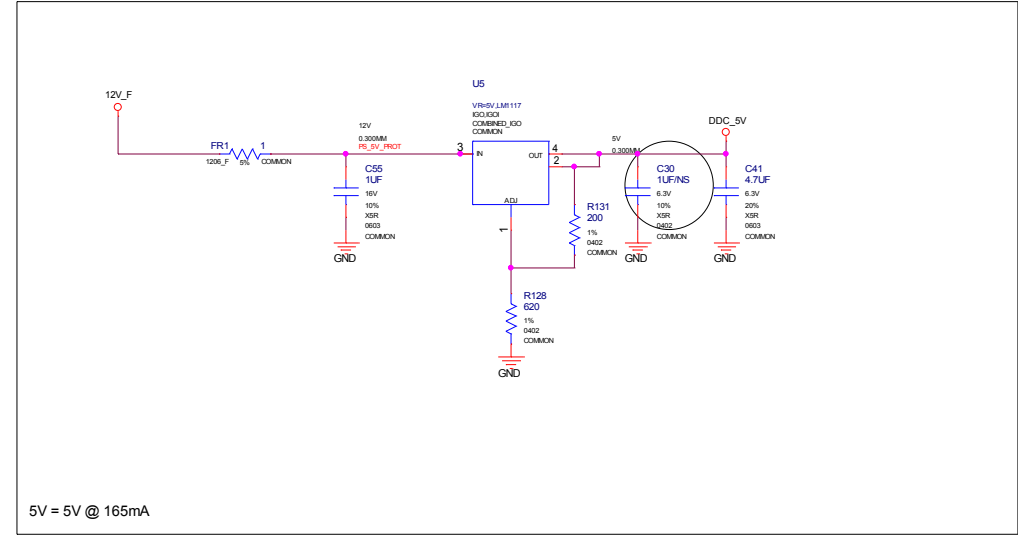 U5
12V_F
VR=5V,LM1117
IGO,IGOI
COMBINED_IGO
COMMON
12V
0.300MM
PS_5V_PROT
FR1
1
1206_F
5%
COMMON
3
IN
OUT
4
2
ADJ
1
5V
0.300MM
DDC_5V
C55
1UF
16V
10%
X5R
0603
COMMON
GND
R131
200
1%
0402
COMMON
C30
1UF/NS
6.3V
10%
X5R
0402
COMMON
GND
C41
4.7UF
6.3V
20%
X5R
0603
COMMON
GND
R128
620
1%
0402
COMMON
GND
5V = 5V @ 165mA